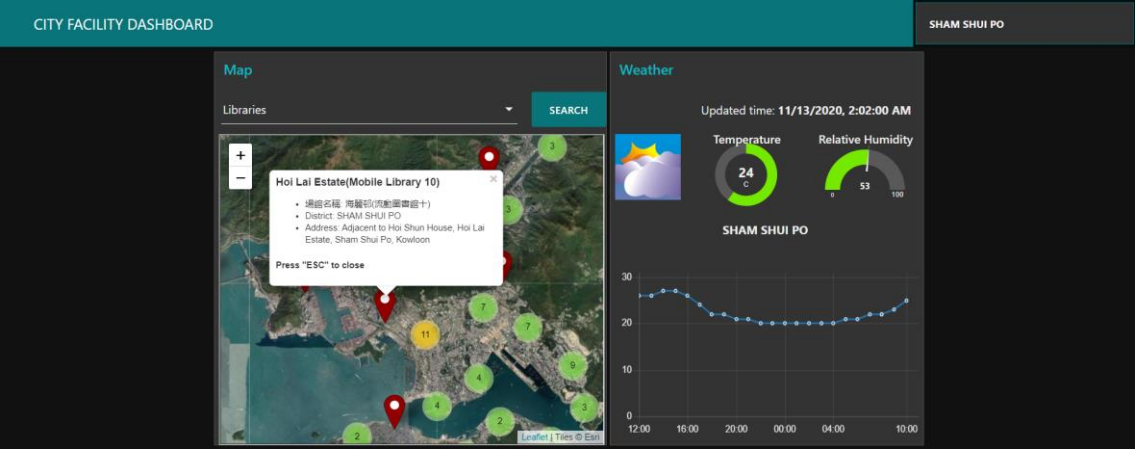 CITY FACILITY DASHBOARD
SHAM SHUI PO
Map
Libraries
SEARCH
+
−
3
Hoi Lai Estate(Mobile Library 10)
×
場館名稱: 海麗邨(流動圖書館十)
District: SHAM SHUI PO
Address: Adjacent to Hoi Shun House, Hoi Lai
Estate, Sham Shui Po, Kowloon
Press "ESC" to close
3
7
7
11
9
4
4
3
2
2
Leaflet | Tiles © Esri
Weather
Updated time: 11/13/2020, 2:02:00 AM
Temperature
24
C
Relative Humidity
53
0
100
SHAM SHUI PO
30
20
10
0
12:00
16:00
20:00
00:00
04:00
10:00